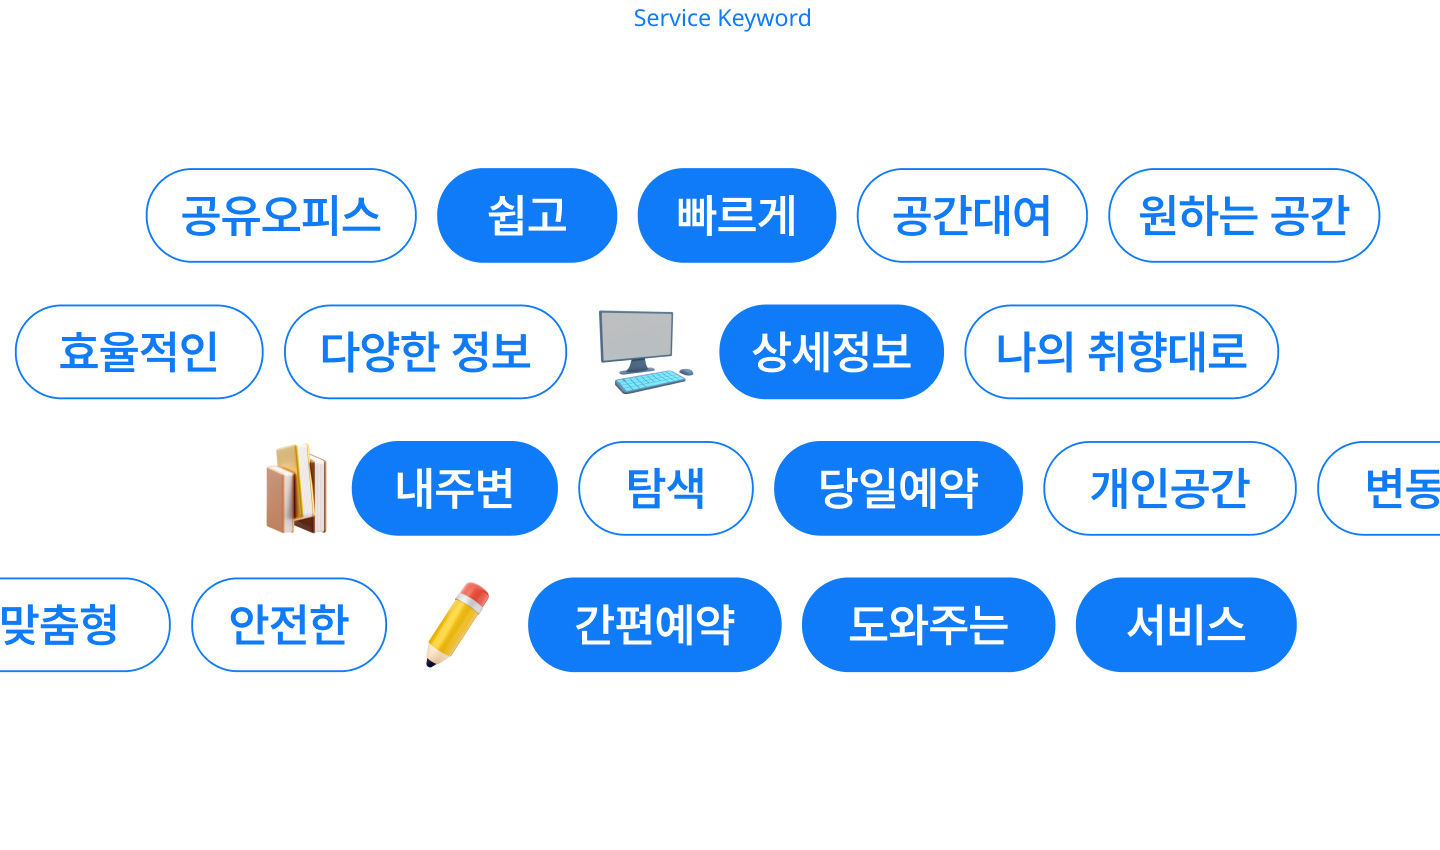 Service Keyword
공유오피스 쉽고 빠르게 공간대여 원하는 공간
효율적인 다양한 정보 상세정보 나의 취향대로
내주변 탐색 당일예약 개인공간 변동
맞춤형 안전한 간편예약 도와주는 서비스